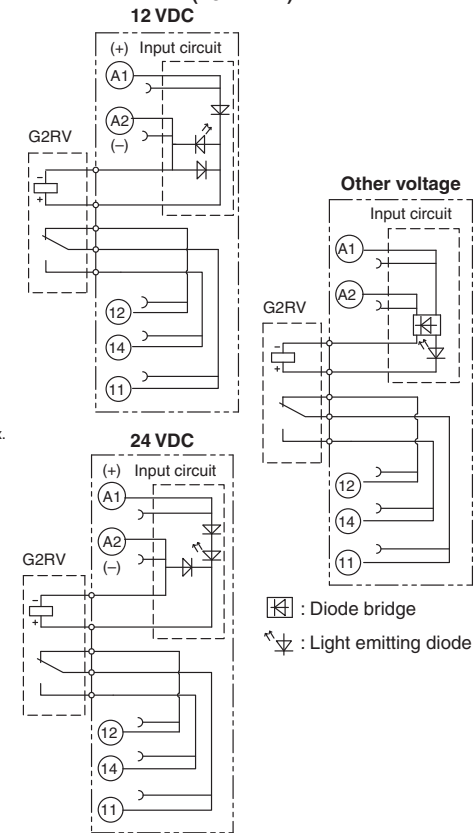 12 VDC
(+) Input circuit
A1
A2
(–)
G2RV
–
+
12
14
11
Other voltage
Input circuit
A1
A2
G2RV
–
+
12
14
11
24 VDC
(+) Input circuit
A1
A2
(–)
G2RV
–
+
12
14
11
: Diode bridge
: Light emitting diode